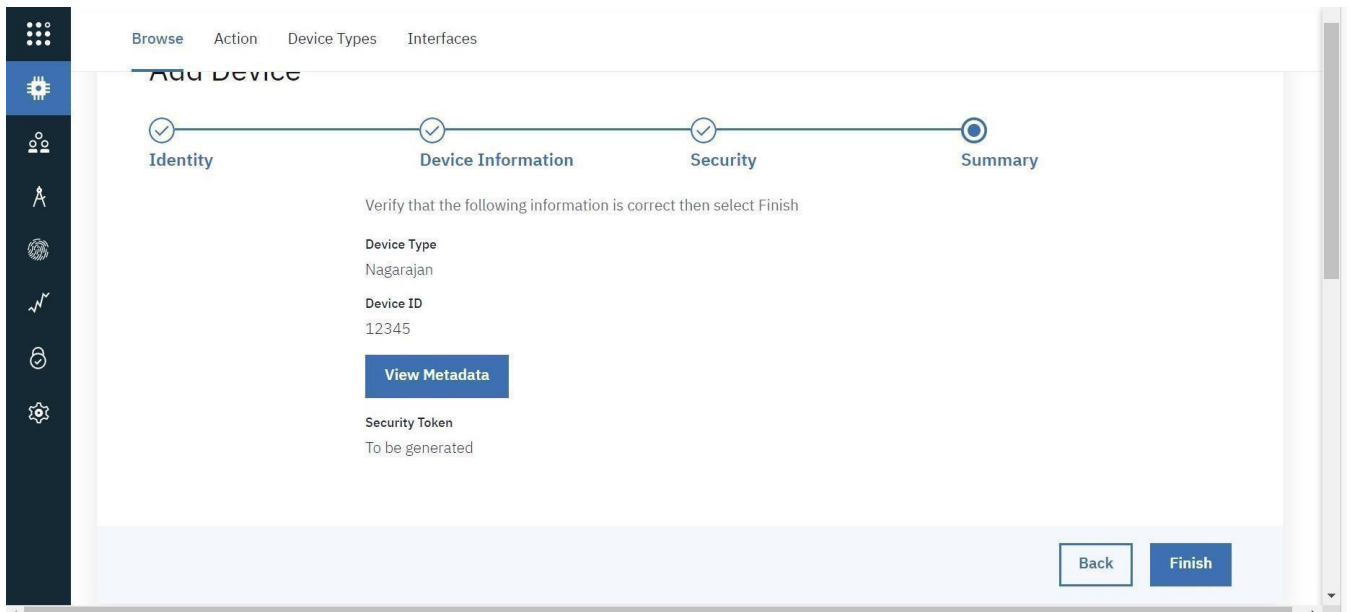 Browse Action Device Types Interfaces
Add Device
Identity Device Information Security Summary
Verify that the following information is correct then select Finish
Device Type
Nagarajan
Device ID
12345
View Metadata
Security Token
To be generated
Back Finish